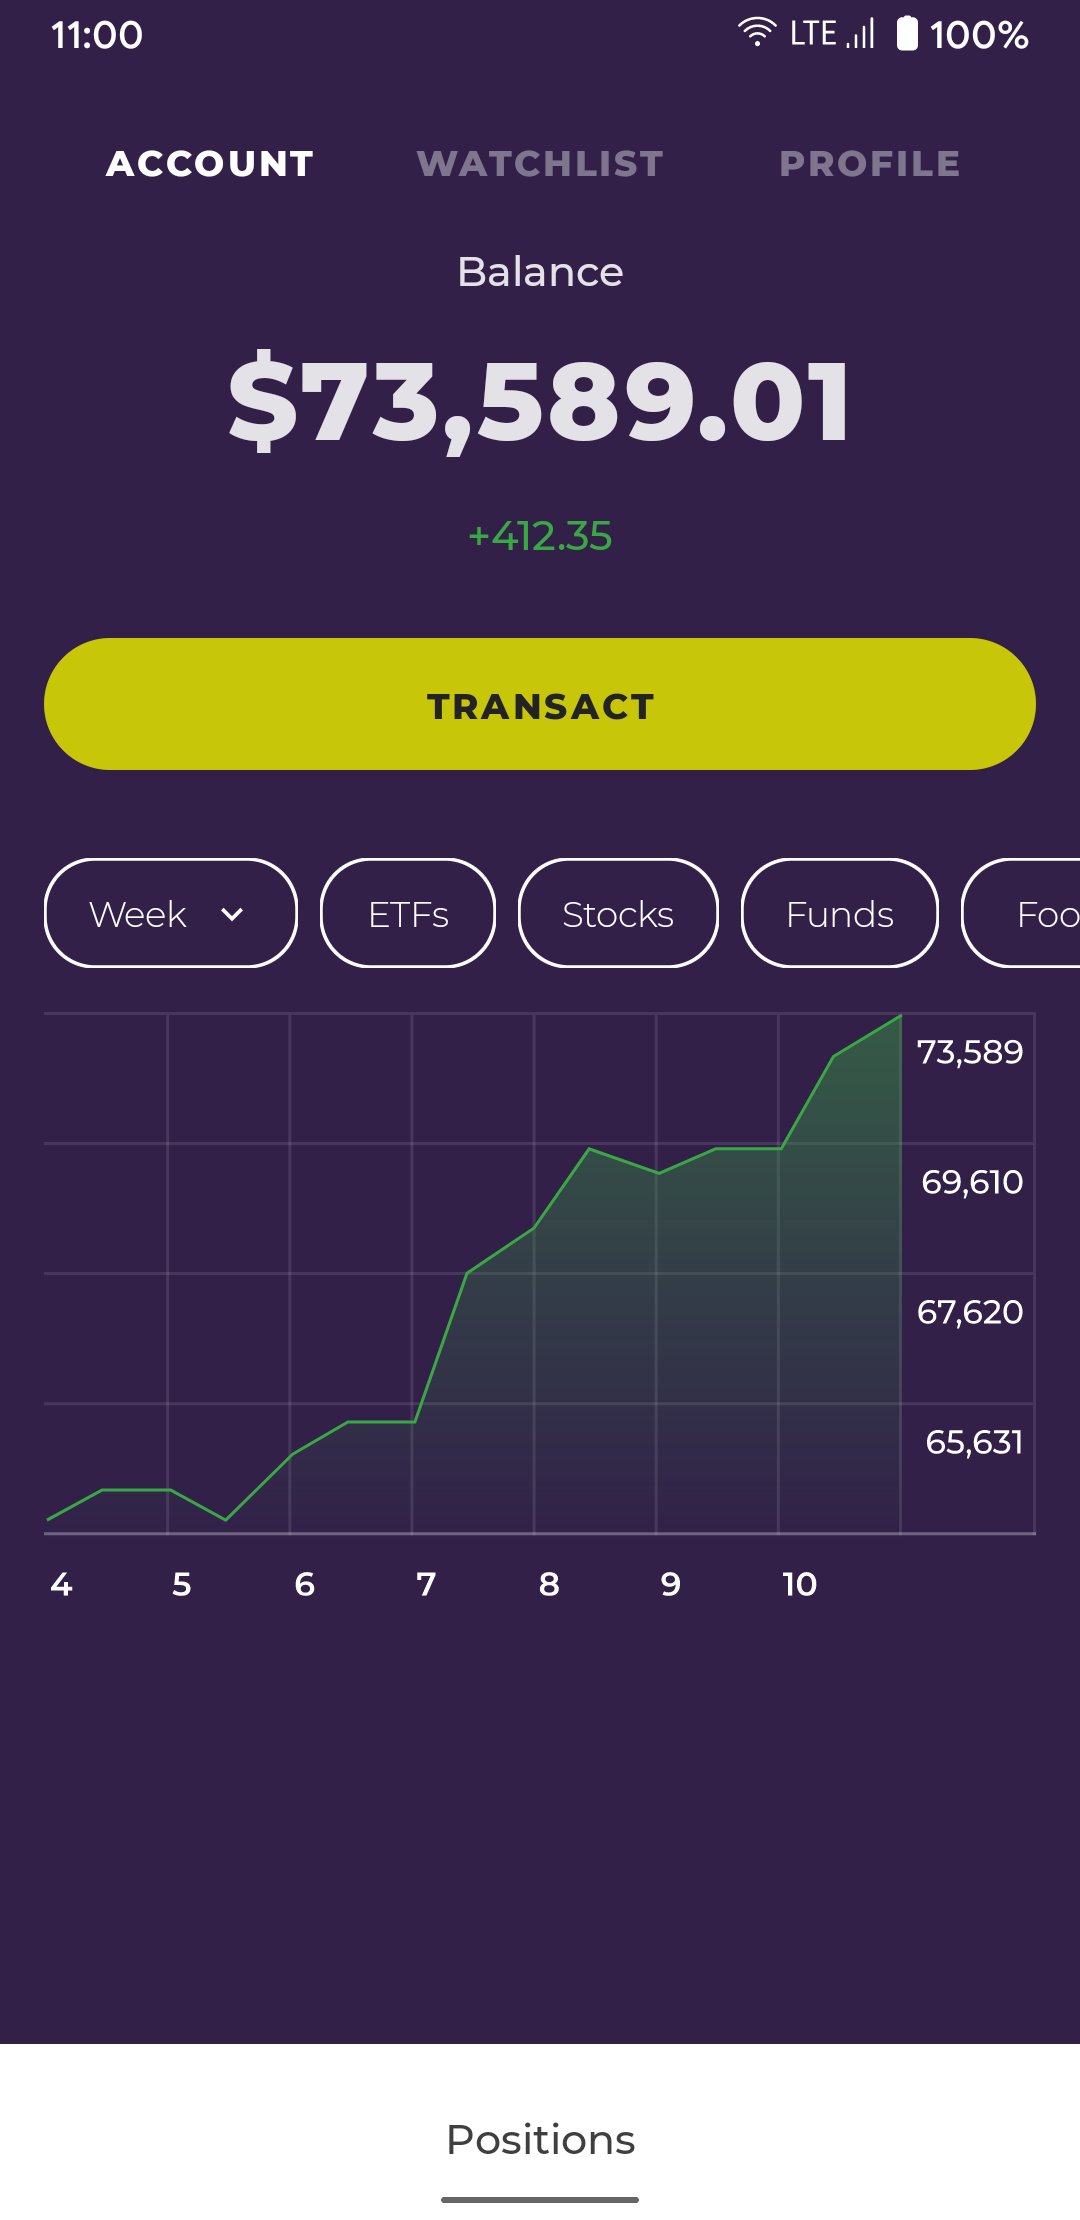 11:00 LTE 100%
ACCOUNT WATCHLIST PROFILE
Balance
$73,589.01
+412.35
TRANSACT
Week ETFs Stocks Funds Foo
73,589
69,610
67,620
65,631
4 5 6 7 8 9 10
Positions